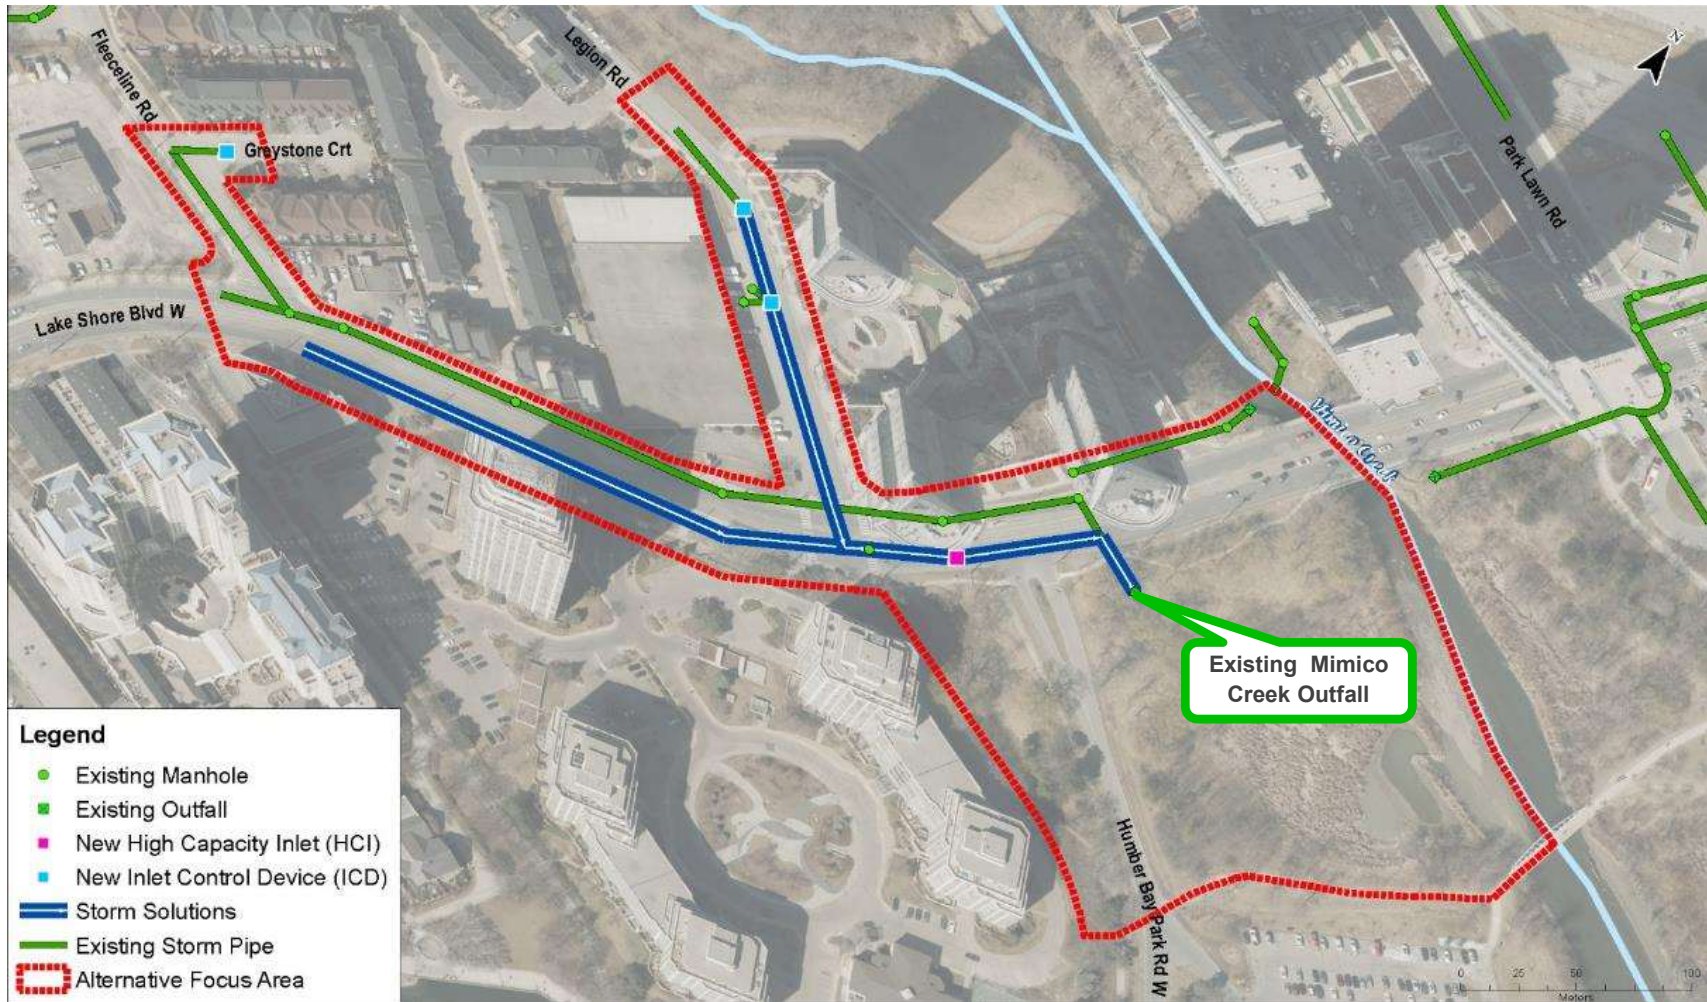 Fleeceline Rd
Legion Rd
N
Greystone Crt
Park Lawn Rd
Lake Shore Blvd W
Mimico Creek
Existing Mimico
Creek Outfall
Humber Bay Park Rd W
Legend
Existing Manhole
Existing Outfall
New High Capacity Inlet (HCI)
New Inlet Control Device (ICD)
Storm Solutions
Existing Storm Pipe
Alternative Focus Area
0 25 50 100
Meters